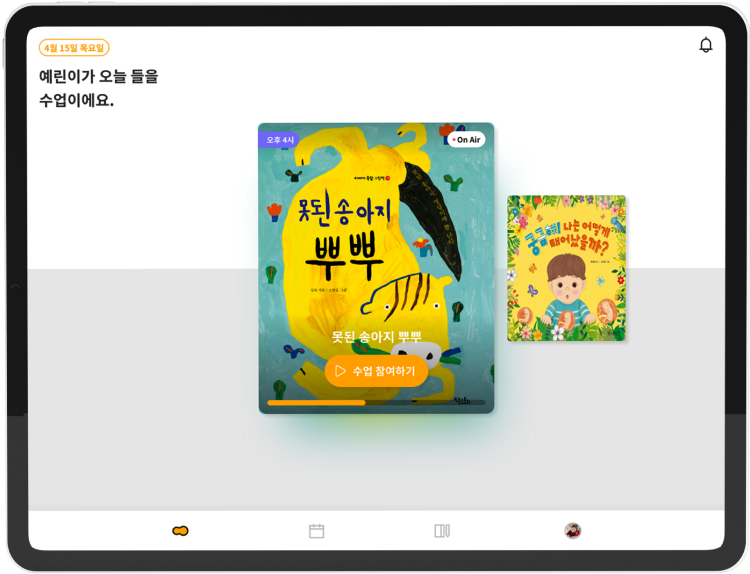 4월 15일 목요일
예린이가 오늘 들을
수업이에요.
오후 4시
On Air
못된 송아지
뿌뿌
못된 송아지 뿌뿌
수업 참여하기
궁금해!
나는 어떻게
태어났을까?